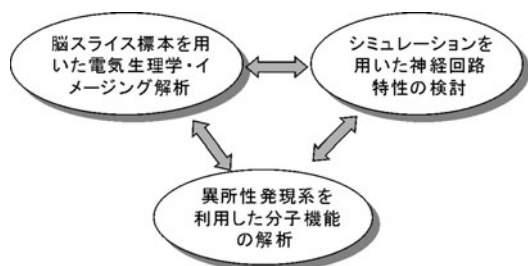 脳スライス標本を用
いた電気生理学・イ
メージング解析
シミュレーションを
用いた神経回路
特性の検討
異所性発現系を
利用した分子機能
の解析